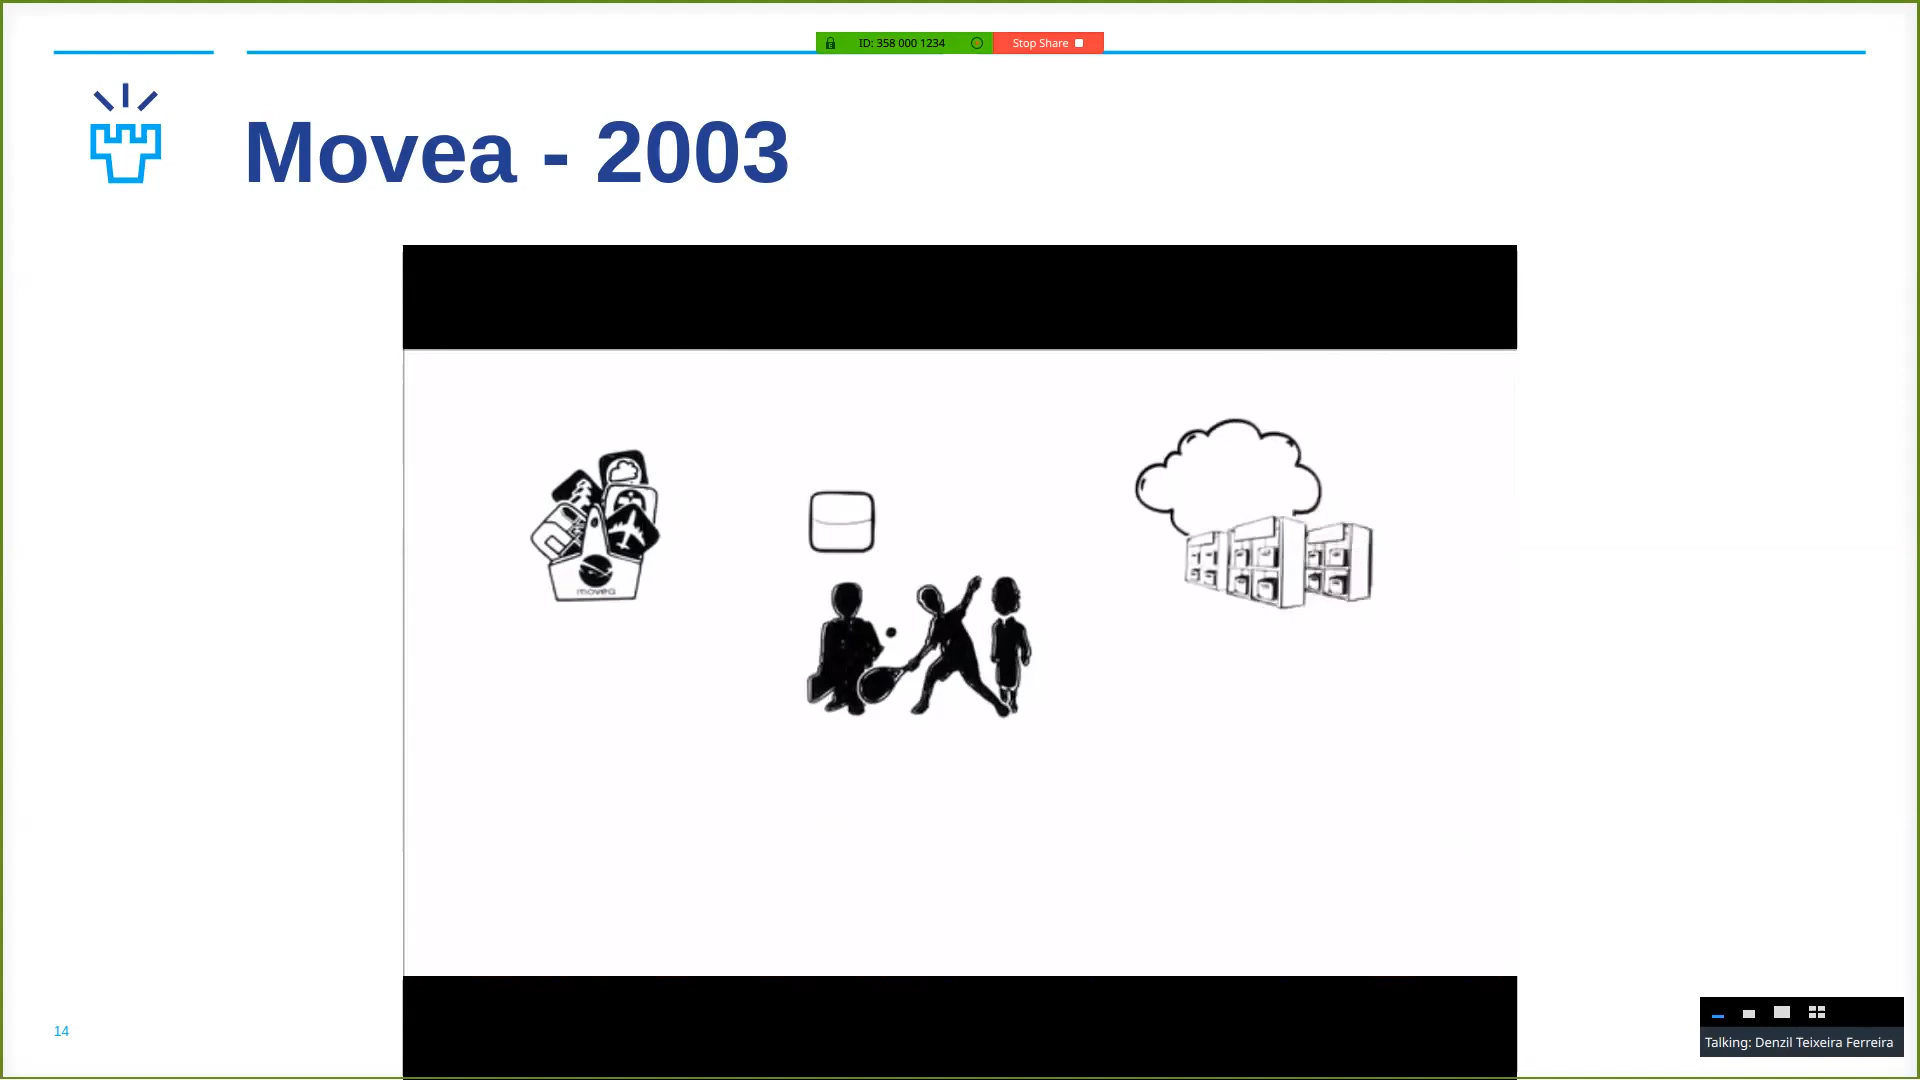 ID: 358 000 1234
Stop Share
Movea - 2003
movea
14
Talking: Denzil Teixeira Ferreira